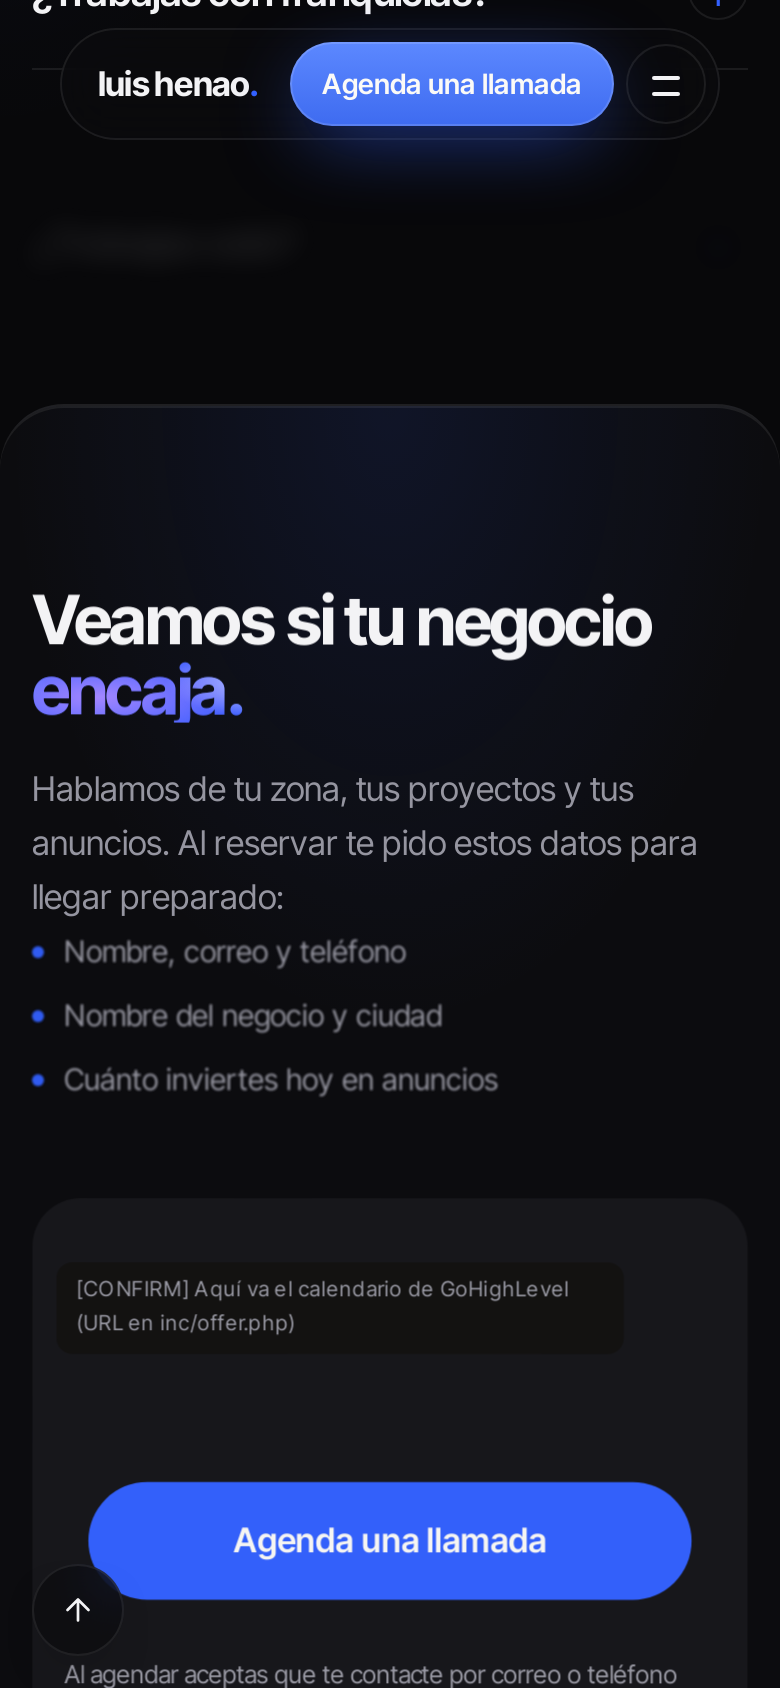 ¿Trabajas con franquicias?
luis henao.
Agenda una llamada
Veamos si tu negocio
encaja.
Hablamos de tu zona, tus proyectos y tus
anuncios. Al reservar te pido estos datos para
llegar preparado:
Nombre, correo y teléfono
Nombre del negocio y ciudad
Cuánto inviertes hoy en anuncios
[CONFIRM] Aquí va el calendario de GoHighLevel
(URL en inc/offer.php)
Agenda una llamada
Al agendar aceptas que te contacte por correo o teléfono